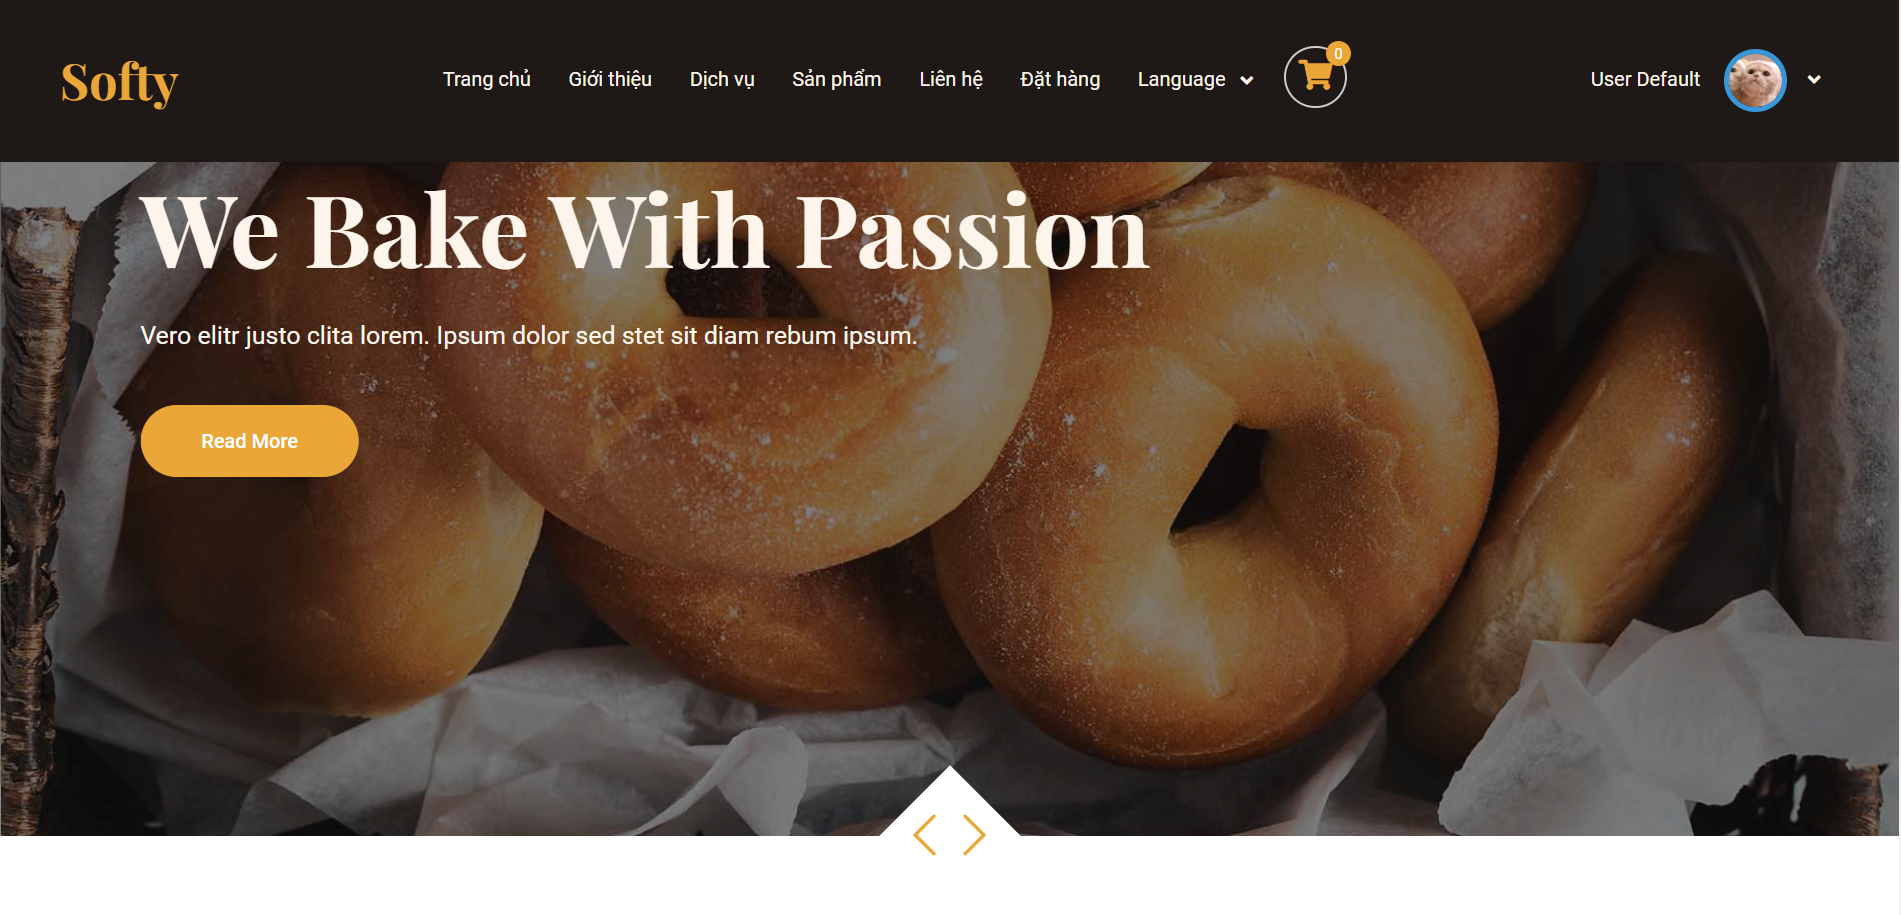 Softy
Trang chủ Giới thiệu Dịch vụ Sản phẩm Liên hệ Đặt hàng Language 0 User Default
We Bake With Passion
Vero elitr justo clita lorem. Ipsum dolor sed stet sit diam rebum ipsum.
Read More